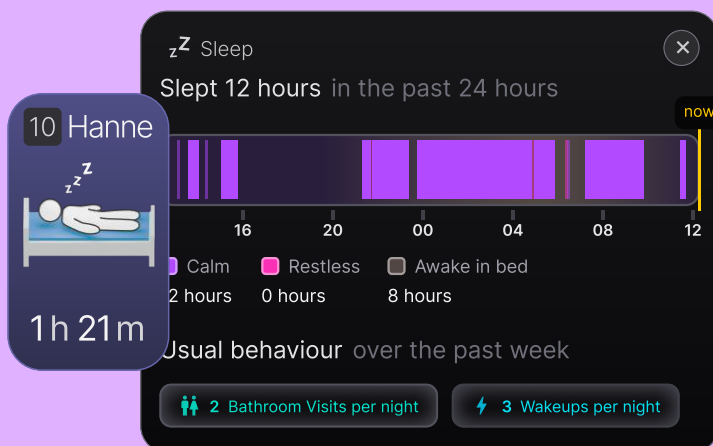 zzZ Sleep
Slept 12 hours in the past 24 hours
now
10 Hanne
zzZ
16 20 00 04 08 12
Calm Restless Awake in bed
2 hours 0 hours 8 hours
1h 21m
Usual behaviour over the past week
2 Bathroom Visits per night 3 Wakeups per night